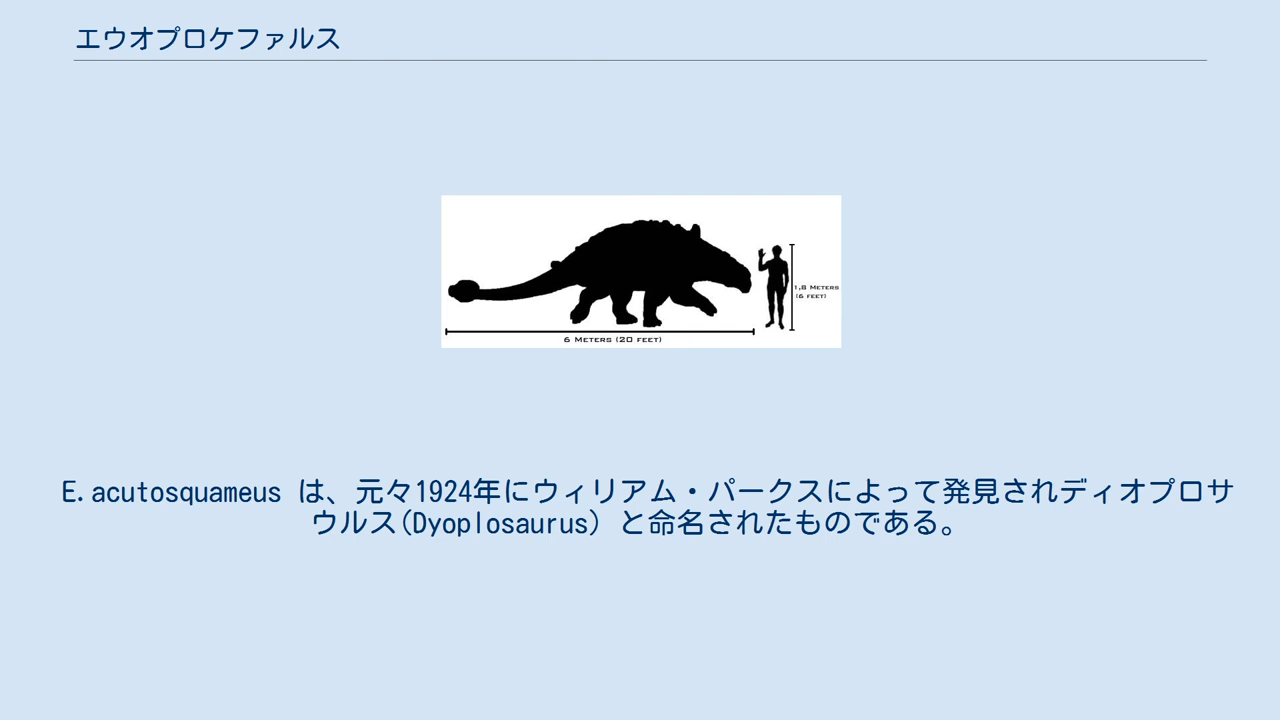 エウオプロケファルス
1,8 METERS
(6 FEET)
6 METERS (20 FEET)
E.acutosquameus は、元々1924年にウィリアム・パークスによって発見されディオプロサ
ウルス(Dyoplosaurus) と命名されたものである。